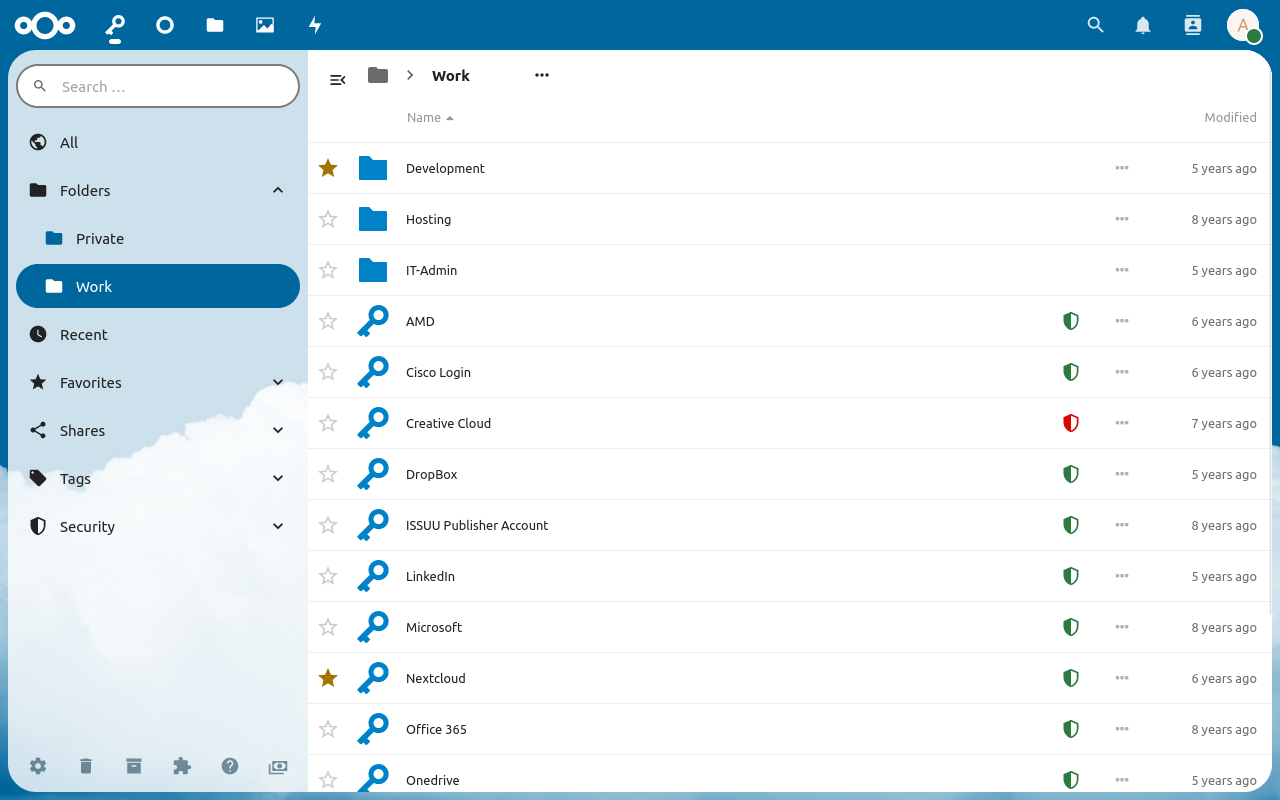 A
Search …
All
Folders
Private
Work
Recent
Favorites
Shares
Tags
Security
Work
Name
Modified
Development
5 years ago
Hosting
8 years ago
IT-Admin
5 years ago
AMD
6 years ago
Cisco Login
6 years ago
Creative Cloud
7 years ago
DropBox
5 years ago
ISSUU Publisher Account
8 years ago
LinkedIn
5 years ago
Microsoft
8 years ago
Nextcloud
6 years ago
Office 365
8 years ago
Onedrive
5 years ago